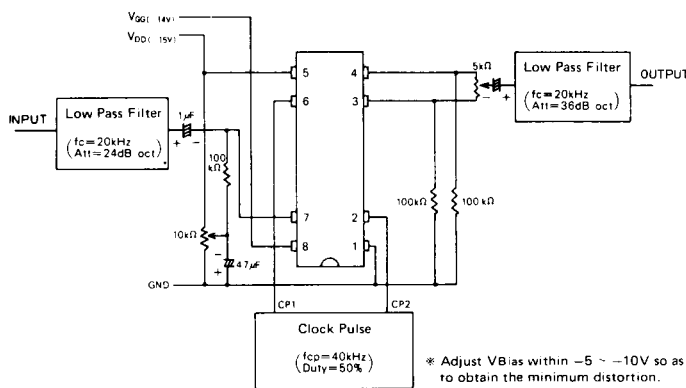 VGG(-14V)
VDD(-15V)
INPUT
Low Pass Filter
(fc=20kHz
Att=24dB oct)
1μF
+ -
100
kΩ
10kΩ
-
+
47μF
GND
5
6
7
8
4
3
2
1
5kΩ
- +
100kΩ
100kΩ
Low Pass Filter
(fc=20kHz
Att=36dB oct)
OUTPUT
CP1
CP2
Clock Pulse
(fcp=40kHz
Duty=50%)
※ Adjust VBias within −5 ~ −10V so as
to obtain the minimum distortion.